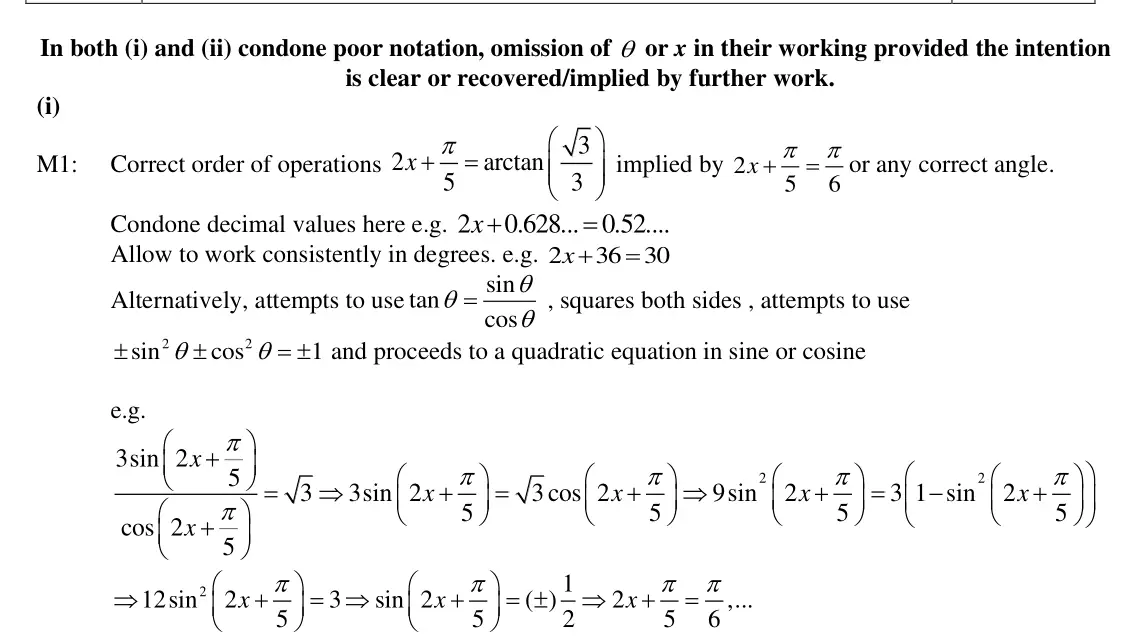 In both (i) and (ii) condone poor notation, omission of θ or x in their working provided the intention
is clear or recovered/implied by further work.
(i)
M1: Correct order of operations 2x + π/5 = arctan(√3/3) implied by 2x + π/5 = π/6 or any correct angle.
Condone decimal values here e.g. 2x + 0.628... = 0.52....
Allow to work consistently in degrees. e.g. 2x + 36 = 30
Alternatively, attempts to use tan θ = sin θ/cos θ , squares both sides , attempts to use
± sin² θ ± cos² θ = ±1 and proceeds to a quadratic equation in sine or cosine
e.g.
3sin(2x + π/5)/cos(2x + π/5) = √3 ⇒ 3sin(2x + π/5) = √3 cos(2x + π/5) ⇒ 9sin²(2x + π/5) = 3(1 − sin²(2x + π/5))
⇒ 12sin²(2x + π/5) = 3 ⇒ sin(2x + π/5) = (±)1/2 ⇒ 2x + π/5 = π/6,...